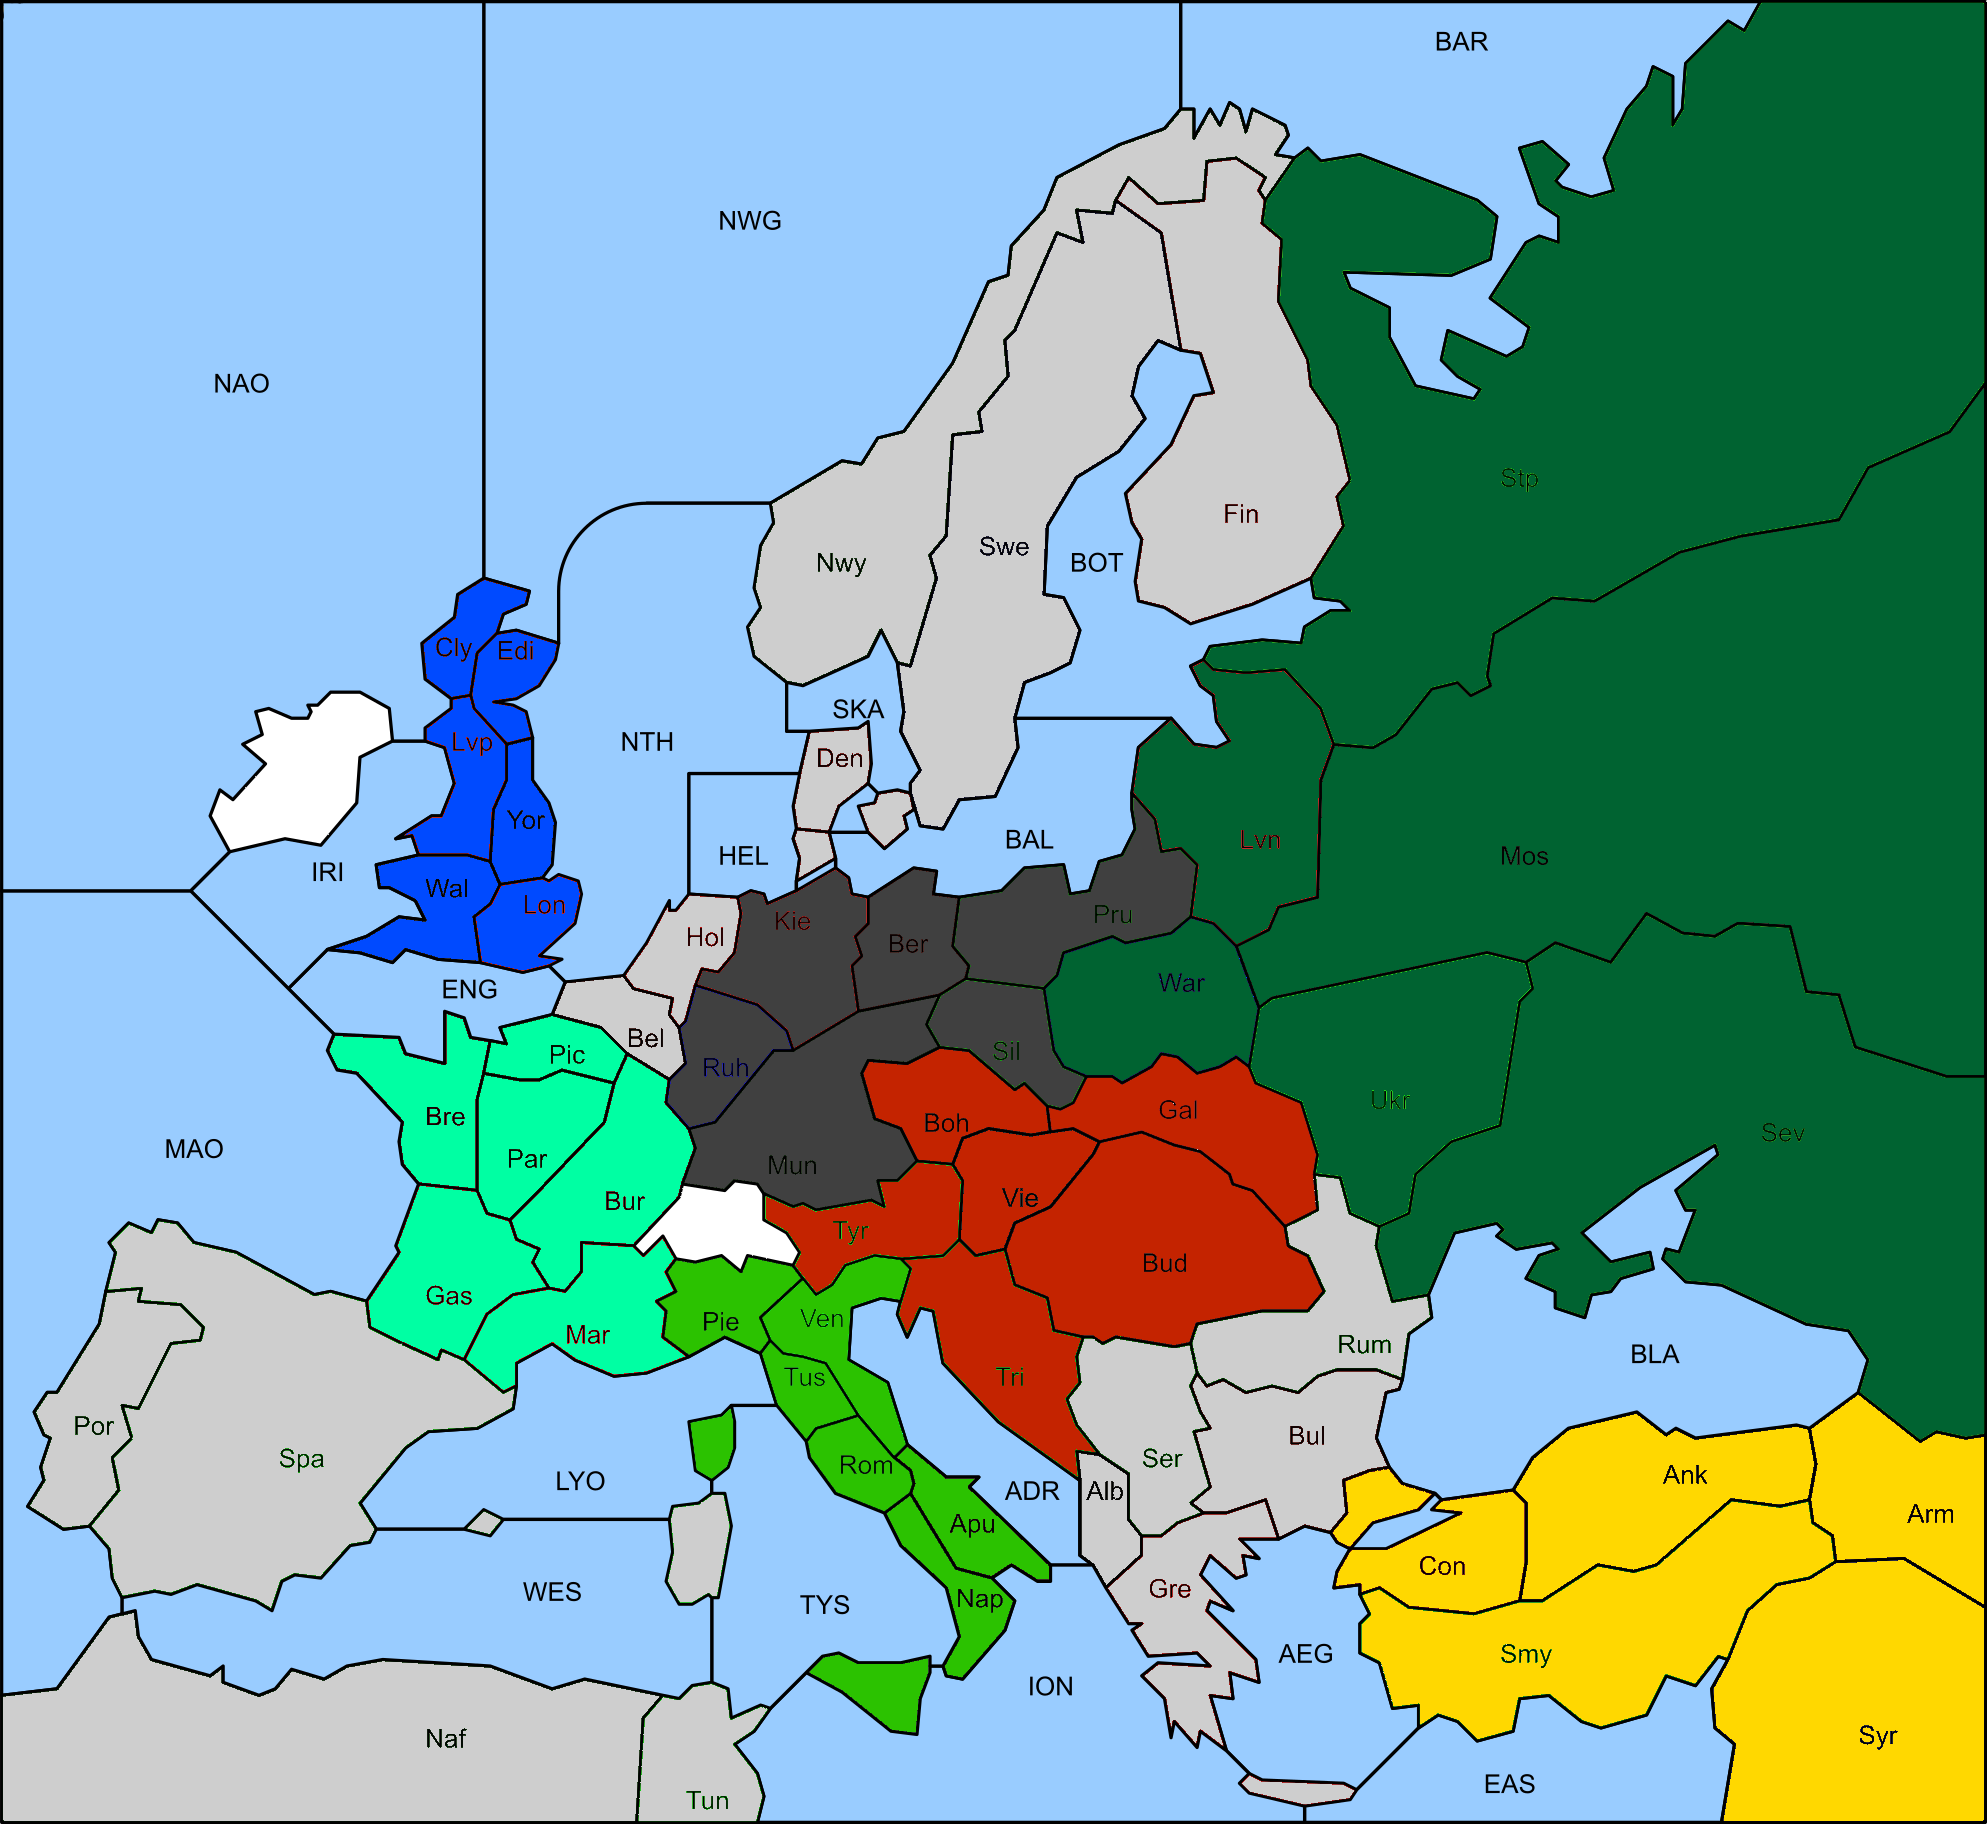 BAR
NWG
NAO
Stp
Fin
Swe
Nwy
BOT
Cly
Edi
SKA
NTH
Lvp
Den
Yor
BAL
Lvn
HEL
Mos
IRI
Wal
Lon
Kie
Pru
Hol
Ber
War
ENG
Bel
Sil
Pic
Ruh
Ukr
Gal
Bre
Boh
Sev
MAO
Par
Mun
Bur
Vie
Tyr
Bud
Gas
Pie
Ven
Mar
Rum
BLA
Tus
Tri
Por
Bul
Spa
Ser
Rom
Ank
LYO
ADR
Alb
Arm
Apu
Con
WES
Gre
Nap
TYS
AEG
Smy
ION
Naf
Syr
EAS
Tun